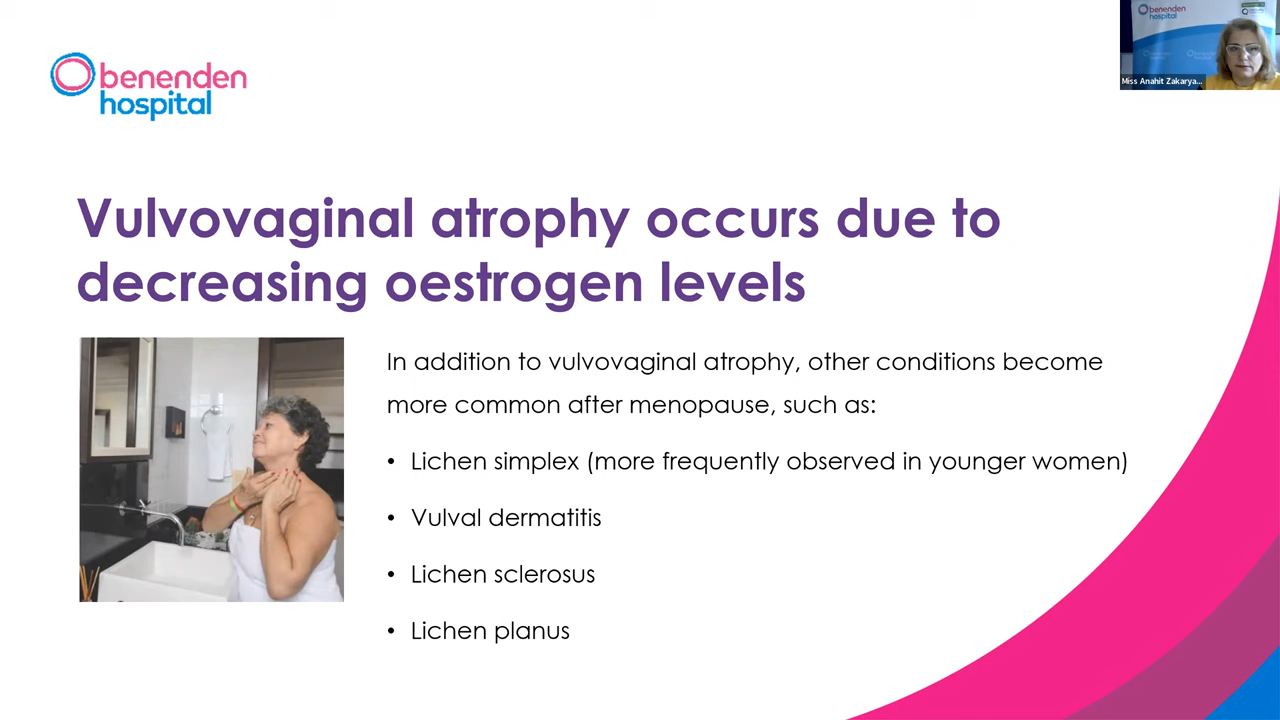 benenden
hospital
benenden
hospital
Miss Anahit Zakarya...
Vulvovaginal atrophy occurs due to
decreasing oestrogen levels
In addition to vulvovaginal atrophy, other conditions become
more common after menopause, such as:
• Lichen simplex (more frequently observed in younger women)
• Vulval dermatitis
• Lichen sclerosus
• Lichen planus